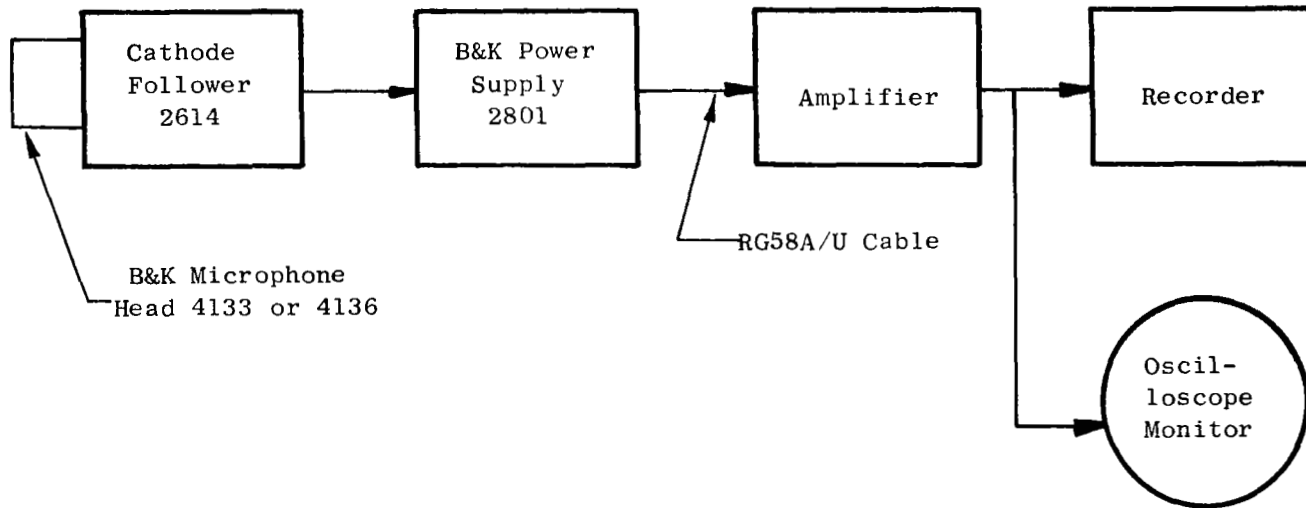 Cathode
Follower
2614
B&K Power
Supply
2801
Amplifier
Recorder
RG58A/U Cable
B&K Microphone
Head 4133 or 4136
Oscil-
loscope
Monitor